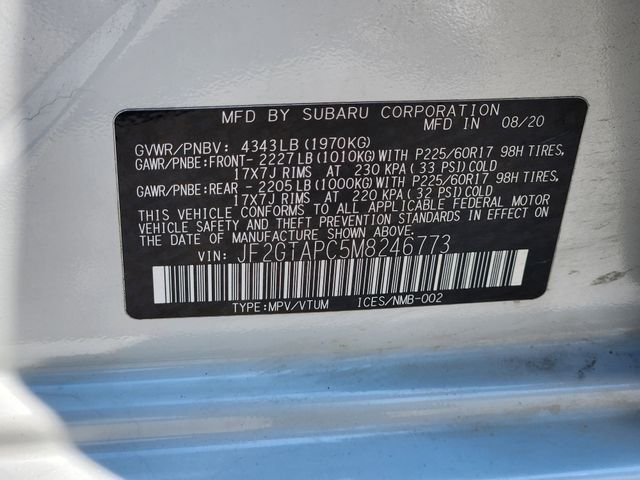 MFD BY SUBARU CORPORATION
MFD IN 08/20
GVWR/PNBV: 4343LB(1970KG)
GAWR/PNBE:FRONT-2227LB(1010KG)WITH P225/60R17 98H TIRES,
17X7J RIMS AT 230 KPA(33 PSI)COLD
GAWR/PNBE:REAR -2205LB(1000KG)WITH P225/60R17 98H TIRES,
17X7J RIMS AT 220 KPA(32 PSI)COLD
THIS VEHICLE CONFORMS TO ALL APPLICABLE FEDERAL MOTOR
VEHICLE SAFETY AND THEFT PREVENTION STANDARDS IN EFFECT
ON THE DATE OF MANUFACTURE SHOWN ABOVE.
VIN: JF2GTAPC5M8246773
TYPE:MPV/VTUM ICES/NMB-002